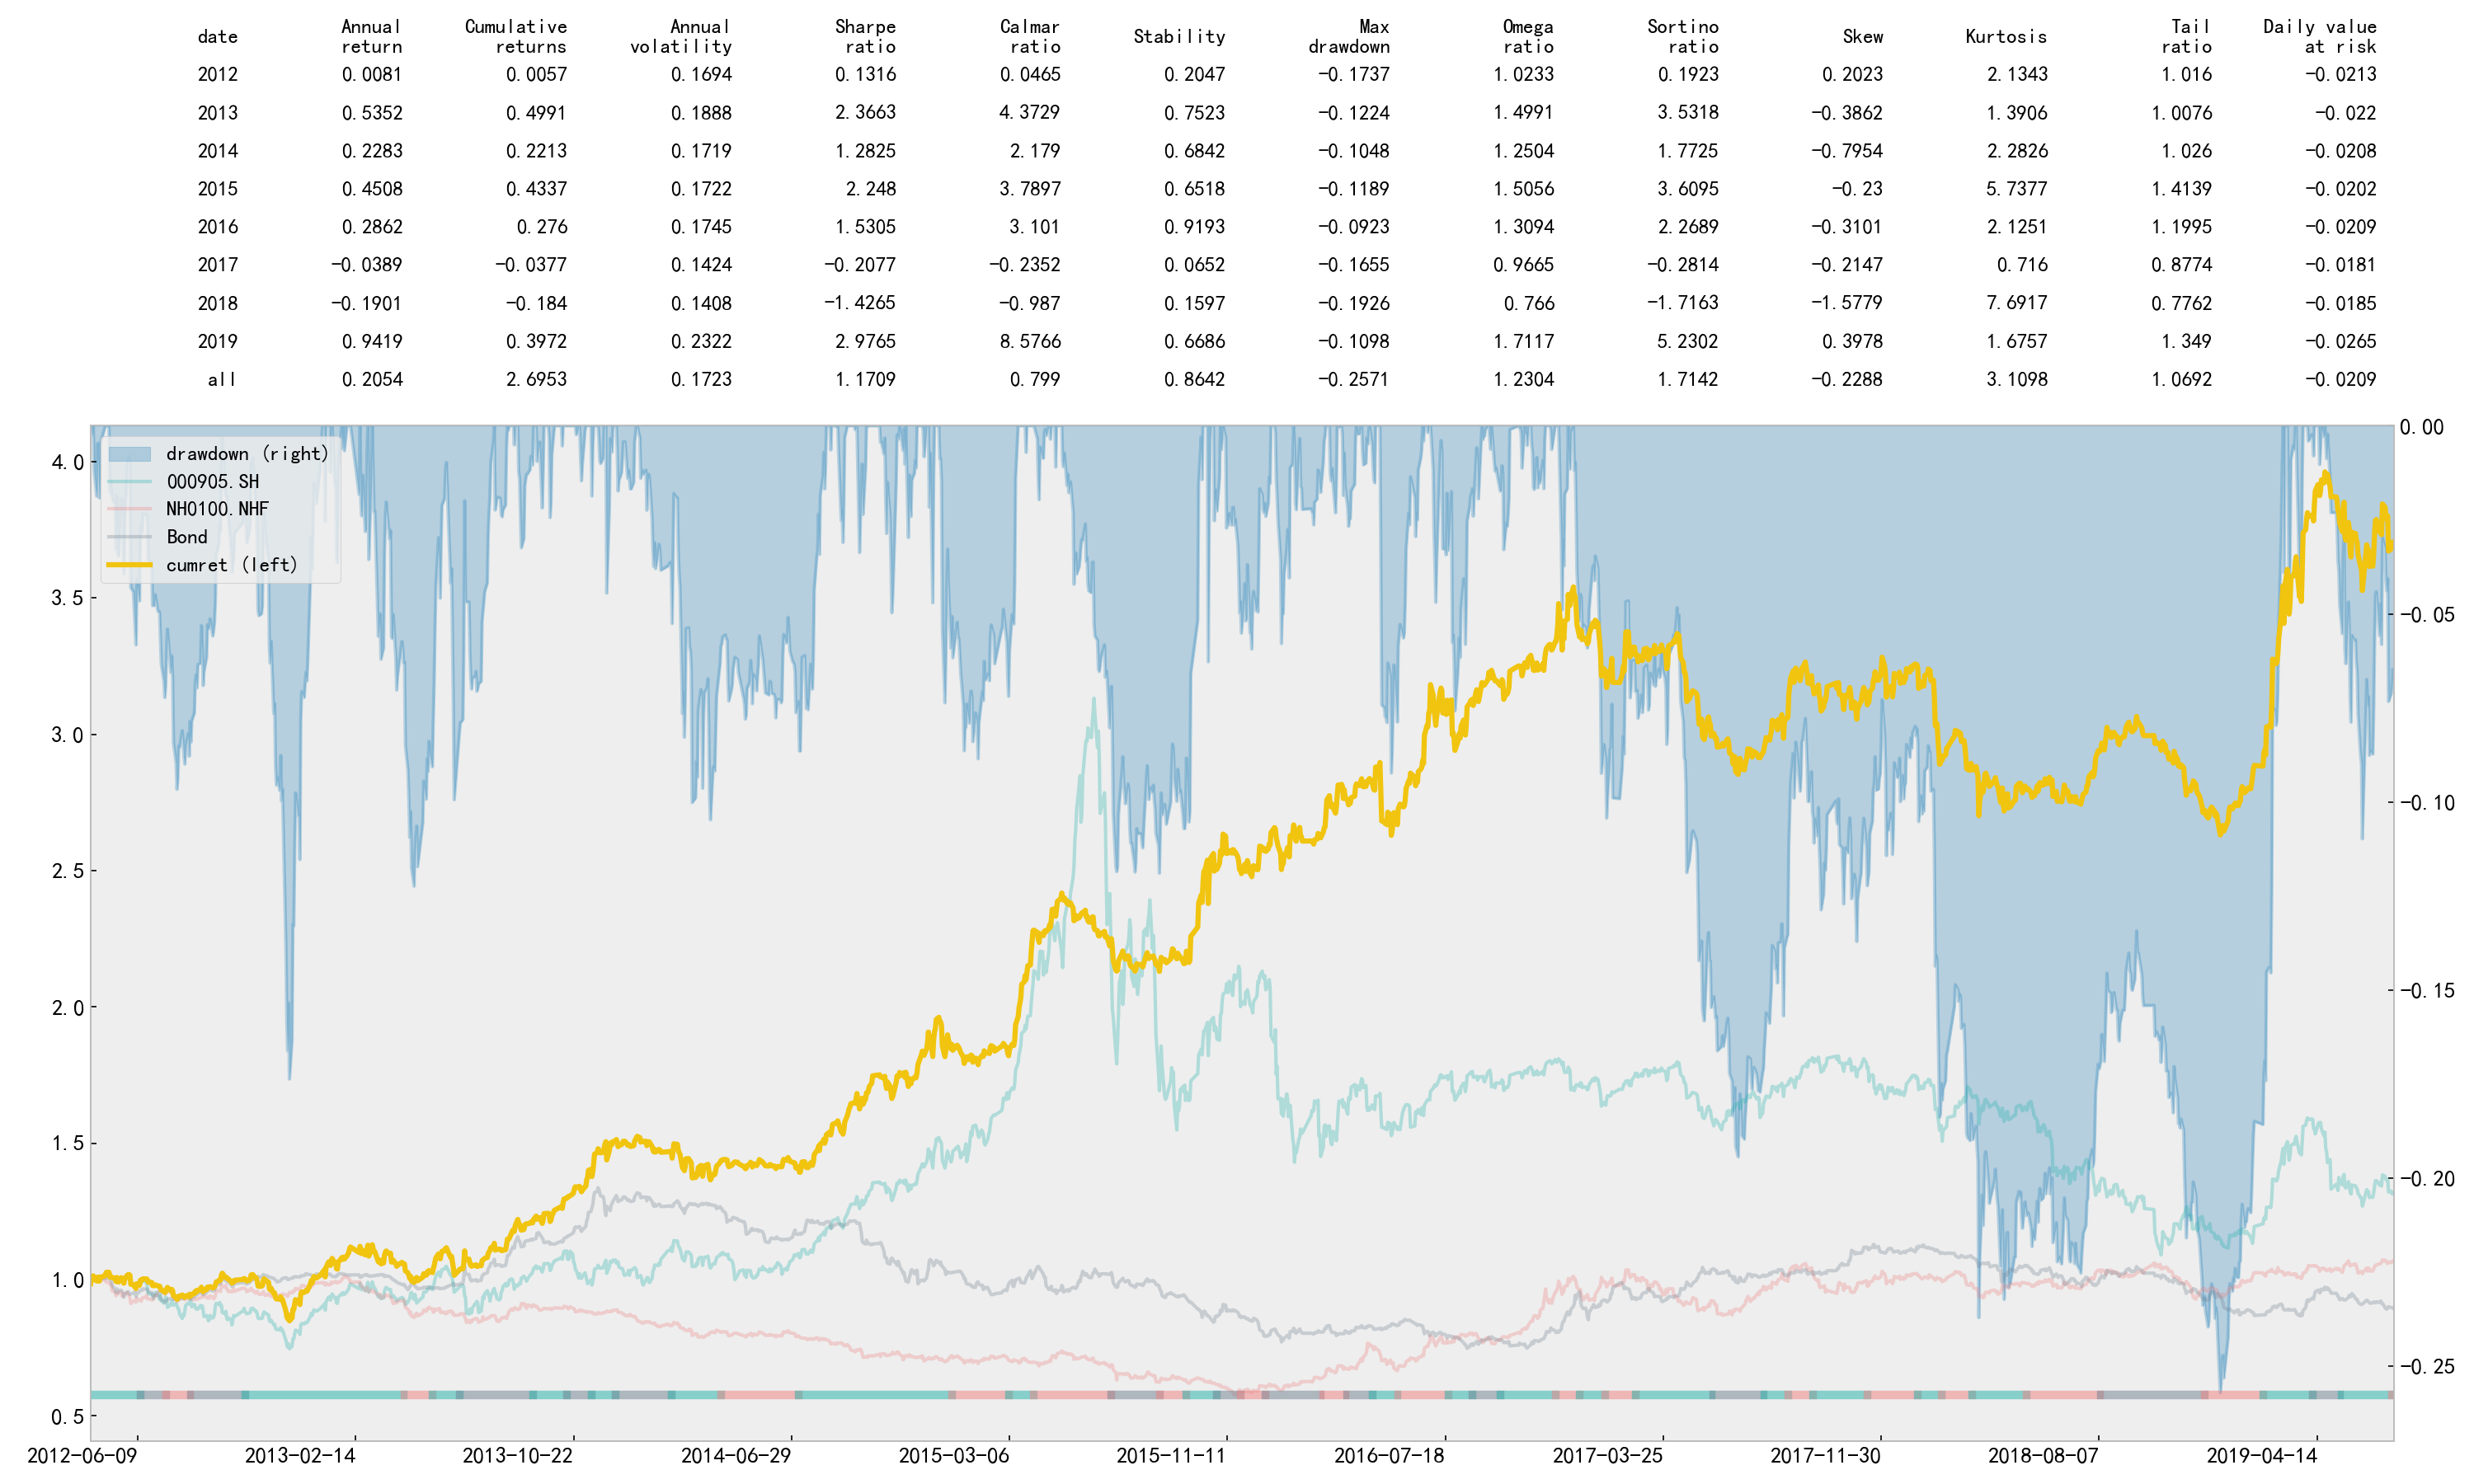 date Annual return Cumulative returns Annual volatility Sharpe ratio Calmar ratio Stability Max drawdown Omega ratio Sortino ratio Skew Kurtosis Tail ratio Daily value at risk
2012 0.0081 0.0057 0.1694 0.1316 0.0465 0.2047 -0.1737 1.0233 0.1923 0.2023 2.1343 1.016 -0.0213
2013 0.5352 0.4991 0.1888 2.3663 4.3729 0.7523 -0.1224 1.4991 3.5318 -0.3862 1.3906 1.0076 -0.022
2014 0.2283 0.2213 0.1719 1.2825 2.179 0.6842 -0.1048 1.2504 1.7725 -0.7954 2.2826 1.026 -0.0208
2015 0.4508 0.4337 0.1722 2.248 3.7897 0.6518 -0.1189 1.5056 3.6095 -0.23 5.7377 1.4139 -0.0202
2016 0.2862 0.276 0.1745 1.5305 3.101 0.9193 -0.0923 1.3094 2.2689 -0.3101 2.1251 1.1995 -0.0209
2017 -0.0389 -0.0377 0.1424 -0.2077 -0.2352 0.0652 -0.1655 0.9665 -0.2814 -0.2147 0.716 0.8774 -0.0181
2018 -0.1901 -0.184 0.1408 -1.4265 -0.987 0.1597 -0.1926 0.766 -1.7163 -1.5779 7.6917 0.7762 -0.0185
2019 0.9419 0.3972 0.2322 2.9765 8.5766 0.6686 -0.1098 1.7117 5.2302 0.3978 1.6757 1.349 -0.0265
all 0.2054 2.6953 0.1723 1.1709 0.799 0.8642 -0.2571 1.2304 1.7142 -0.2288 3.1098 1.0692 -0.0209
drawdown (right)
000905.SH
NH0100.NHF
Bond
cumret (left)
4.0
3.5
3.0
2.5
2.0
1.5
1.0
0.5
0.00
-0.05
-0.10
-0.15
-0.20
-0.25
2012-06-09 2013-02-14 2013-10-22 2014-06-29 2015-03-06 2015-11-11 2016-07-18 2017-03-25 2017-11-30 2018-08-07 2019-04-14